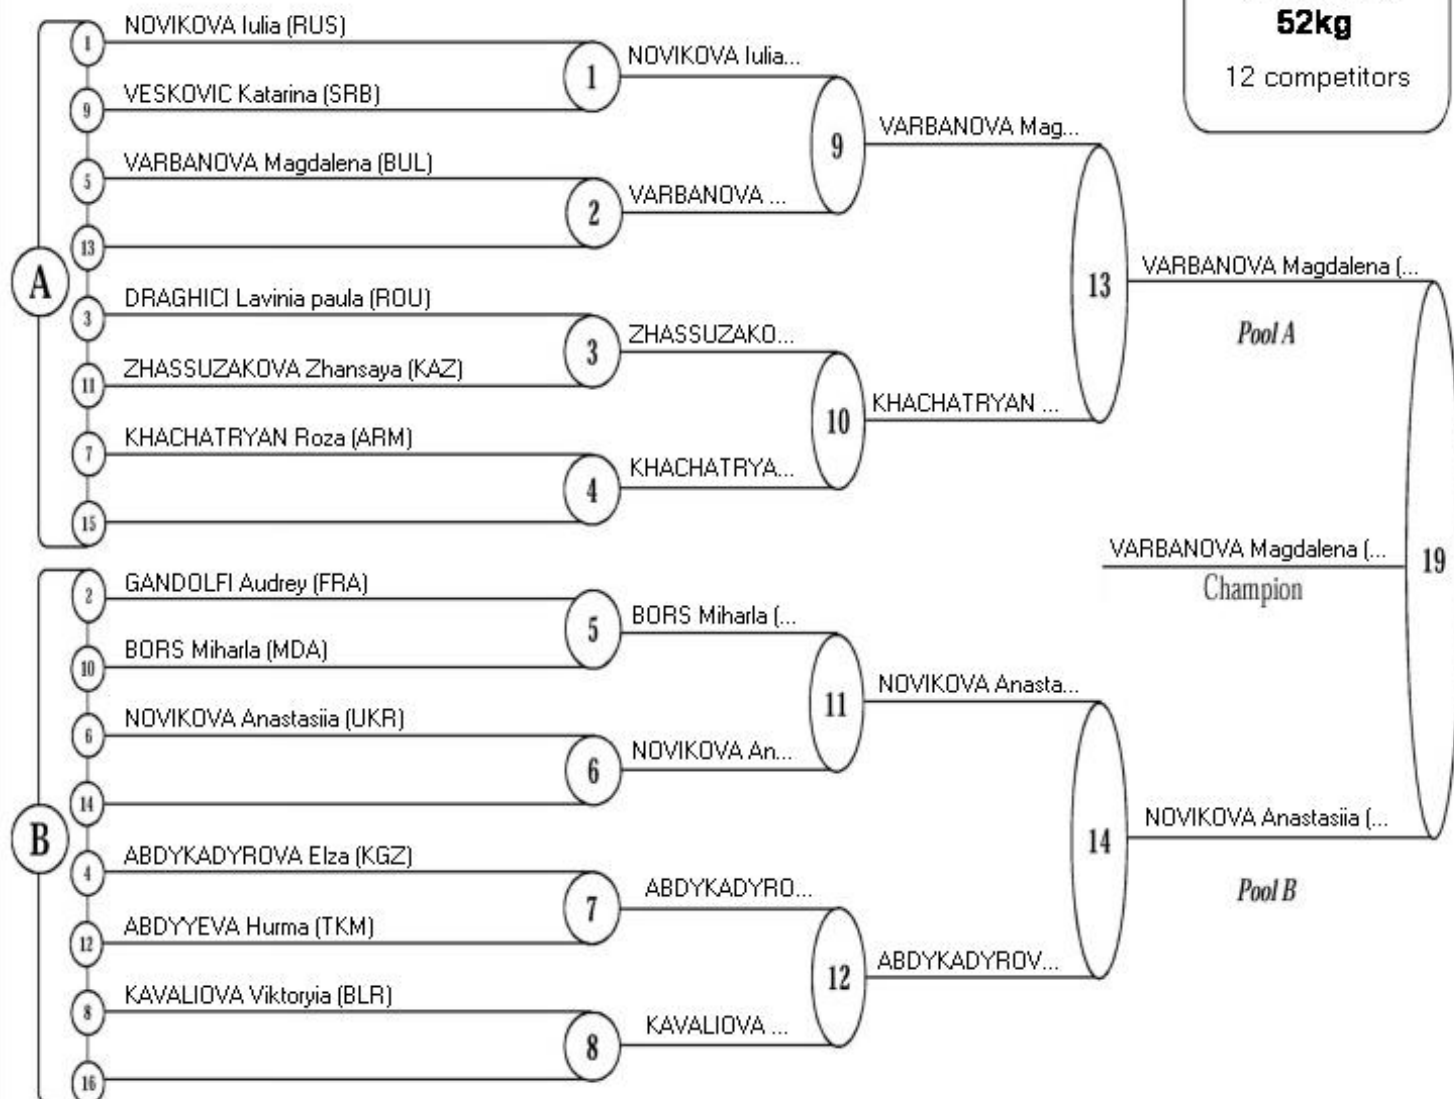 52kg
12 competitors
A
1
NOVIKOVA Iulia (RUS)
9
VESKOVIC Katarina (SRB)
5
VARBANOVA Magdalena (BUL)
13
3
DRAGHICI Lavinia paula (ROU)
11
ZHASSUZAKOVA Zhansaya (KAZ)
7
KHACHATRYAN Roza (ARM)
15
B
2
GANDOLFI Audrey (FRA)
10
BORS Miharla (MDA)
6
NOVIKOVA Anastasiia (UKR)
14
4
ABDYKADYROVA Elza (KGZ)
12
ABDYYEVA Hurma (TKM)
8
KAVALIOVA Viktoryia (BLR)
16
1
NOVIKOVA Iulia...
2
VARBANOVA ...
3
ZHASSUZAKO...
4
KHACHATRYA...
5
BORS Miharla (...
6
NOVIKOVA An...
7
ABDYKADYRO...
8
KAVALIOVA ...
9
VARBANOVA Mag...
10
KHACHATRYAN ...
11
NOVIKOVA Anasta...
12
ABDYKADYROV...
13
VARBANOVA Magdalena (...
Pool A
14
NOVIKOVA Anastasiia (...
Pool B
19
VARBANOVA Magdalena (...
Champion